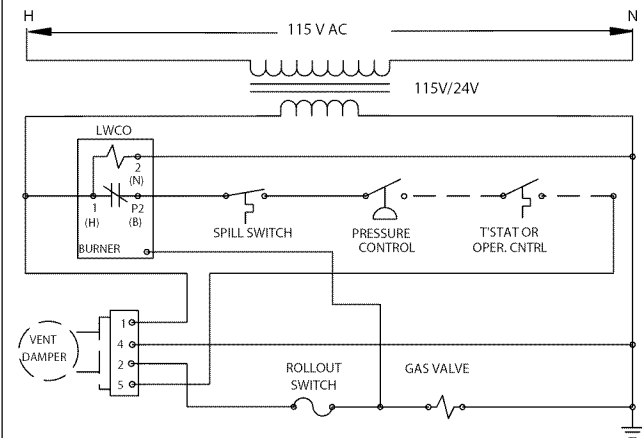 H
N
115 V AC
115V/24V
LWCO
2
(N)
1
(H)
P2
(B)
BURNER
SPILL SWITCH
PRESSURE
CONTROL
T'STAT OR
OPER. CNTRL
VENT
DAMPER
1
4
2
5
ROLLOUT
SWITCH
GAS VALVE